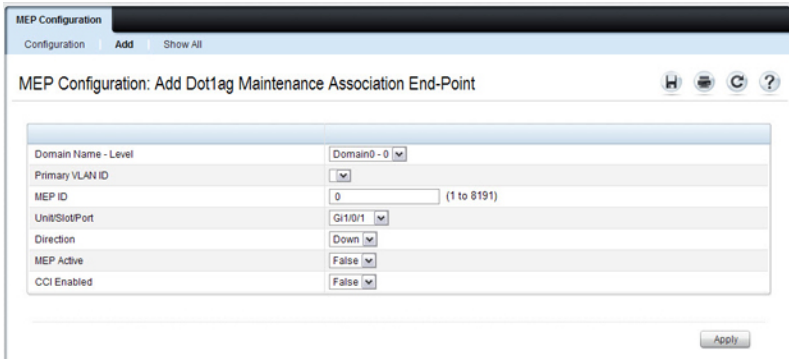 MEP Configuration
Configuration Add Show All
MEP Configuration: Add Dot1ag Maintenance Association End-Point
Domain Name - Level Domain0 - 0
Primary VLAN ID
MEP ID 0 (1 to 8191)
Unit/Slot/Port Gi1/0/1
Direction Down
MEP Active False
CCI Enabled False
Apply